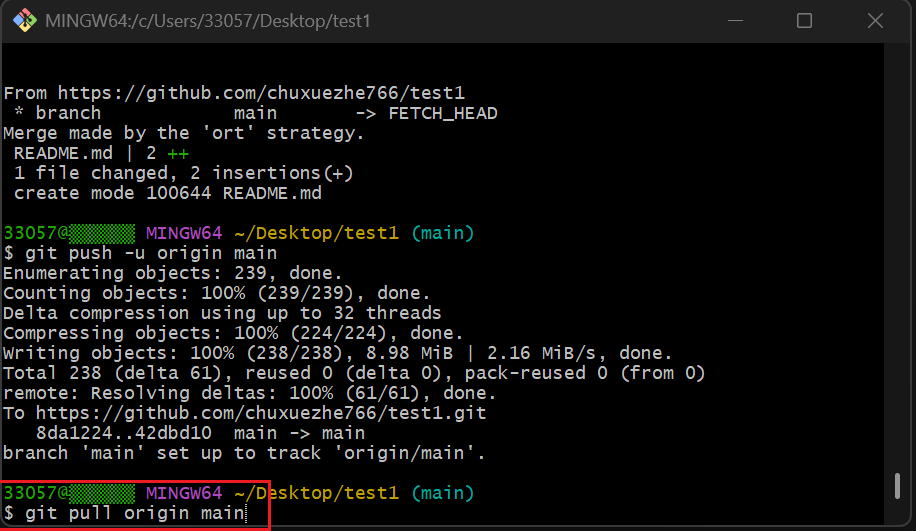 MINGW64:/c/Users/33057/Desktop/test1
From https://github.com/chuxuezhe766/test1
 * branch            main       -> FETCH_HEAD
Merge made by the 'ort' strategy.
 README.md | 2 ++
 1 file changed, 2 insertions(+)
 create mode 100644 README.md
33057@▒▒▒▒▒▒ MINGW64 ~/Desktop/test1 (main)
$ git push -u origin main
Enumerating objects: 239, done.
Counting objects: 100% (239/239), done.
Delta compression using up to 32 threads
Compressing objects: 100% (224/224), done.
Writing objects: 100% (238/238), 8.98 MiB | 2.16 MiB/s, done.
Total 238 (delta 61), reused 0 (delta 0), pack-reused 0 (from 0)
remote: Resolving deltas: 100% (61/61), done.
To https://github.com/chuxuezhe766/test1.git
   8da1224..42dbd10  main -> main
branch 'main' set up to track 'origin/main'.
33057@▒▒▒▒▒▒ MINGW64 ~/Desktop/test1 (main)
$ git pull origin main